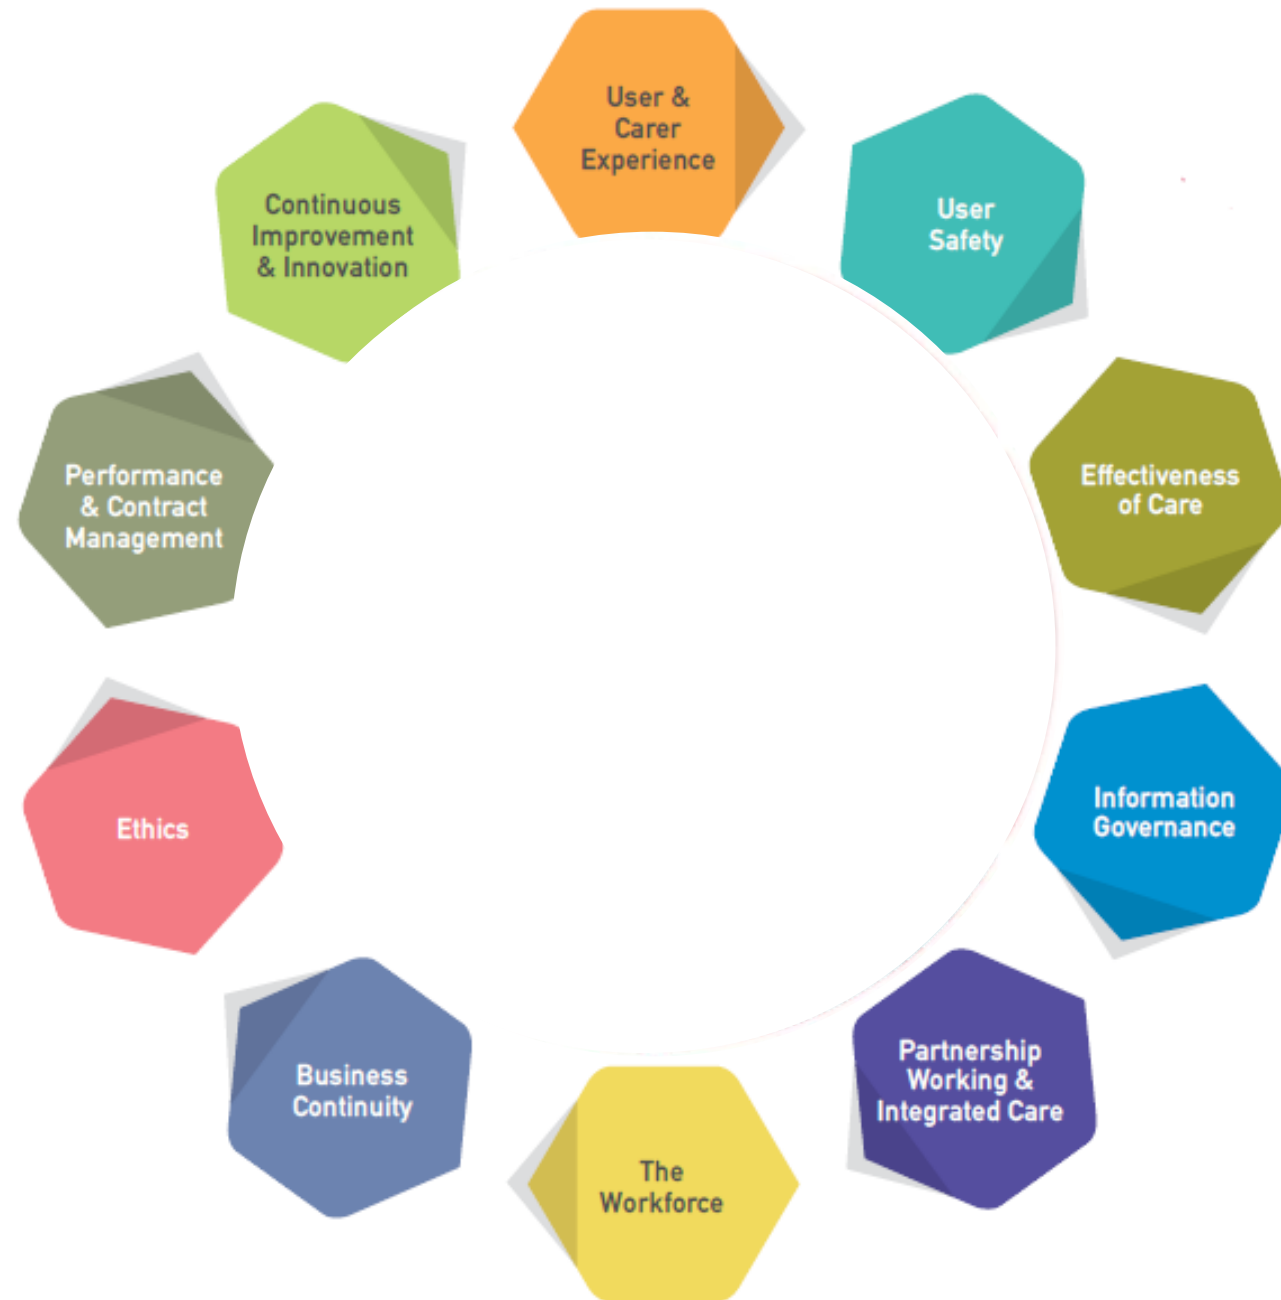 User &
Carer
Experience
User
Safety
Effectiveness
of Care
Information
Governance
Partnership
Working &
Integrated Care
The
Workforce
Business
Continuity
Ethics
Performance
& Contract
Management
Continuous
Improvement
& Innovation